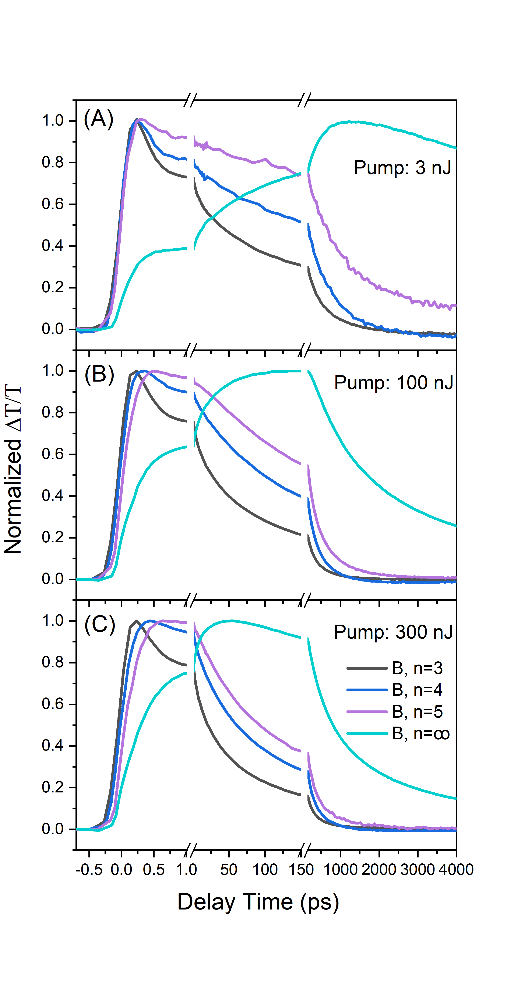 (A)
Pump: 3 nJ
1.0
0.8
0.6
0.4
0.2
0.0
(B)
Pump: 100 nJ
1.0
0.8
0.6
0.4
0.2
0.0
Normalized ΔT/T
(C)
Pump: 300 nJ
B, n=3
B, n=4
B, n=5
B, n=∞
1.0
0.8
0.6
0.4
0.2
0.0
-0.5 0.0 0.5 1.0 50 100 150 1000 2000 3000 4000
Delay Time (ps)